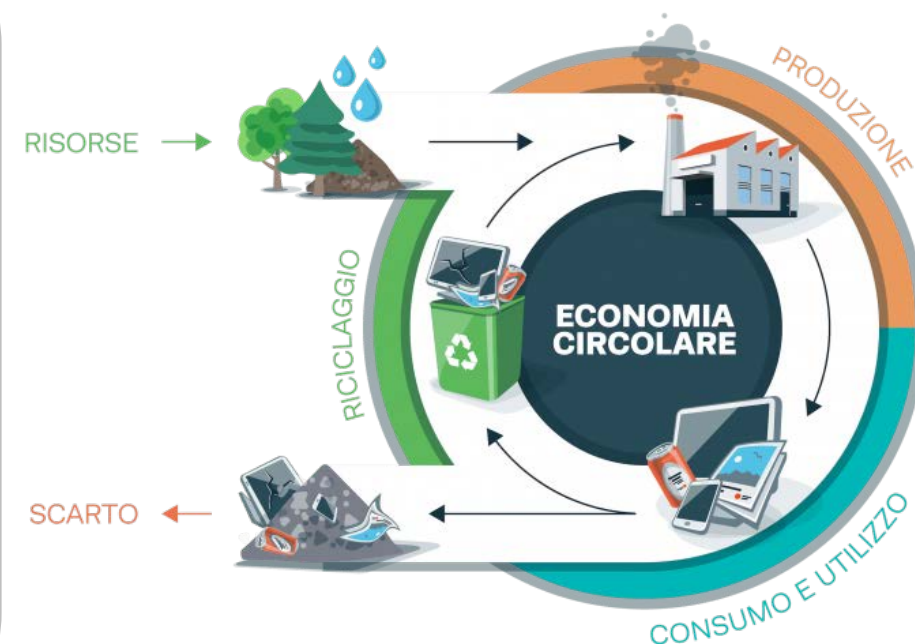 PRODUZIONE
RISORSE
RICICLAGGIO
ECONOMIA
CIRCOLARE
SCARTO
CONSUMO E UTILIZZO